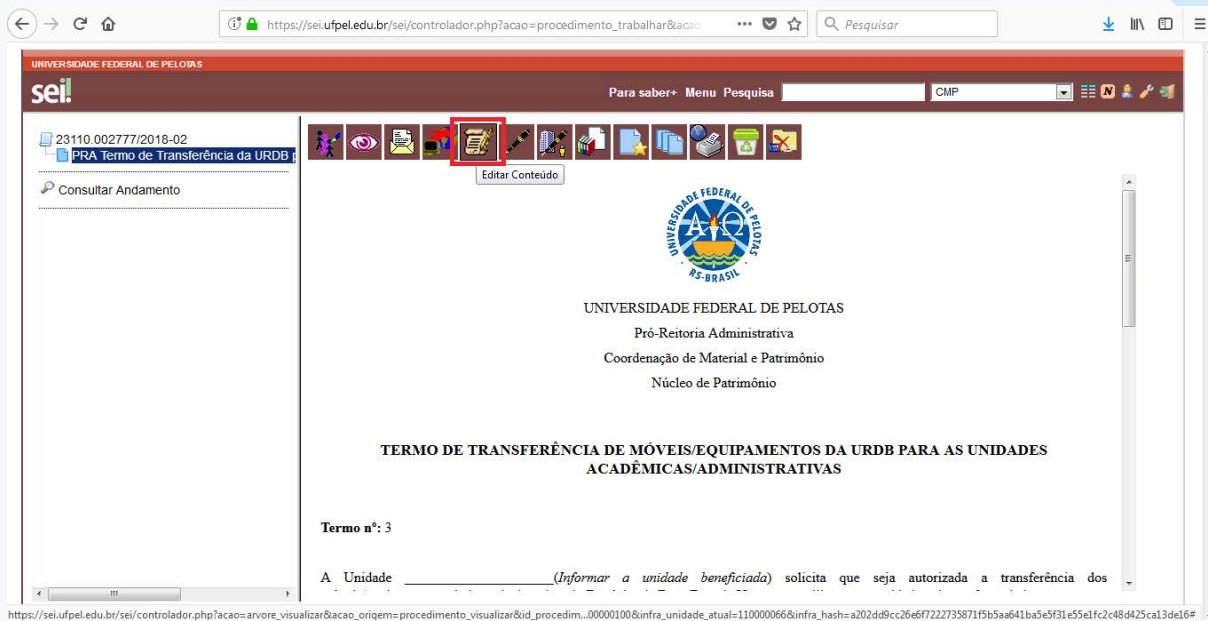 https://sei.ufpel.edu.br/sei/controlador.php?acao=procedimento_trabalhar&acao
Pesquisar
UNIVERSIDADE FEDERAL DE PELOTAS
sei!
Para saber+ Menu Pesquisa
CMP
N
23110.002777/2018-02
PRA Termo de Transferência da URDB
Consultar Andamento
Editar Conteúdo
UNIVERSIDADE FEDERAL DE PELOTAS
RS-BRASIL
UNIVERSIDADE FEDERAL DE PELOTAS
Pró-Reitoria Administrativa
Coordenação de Material e Patrimônio
Núcleo de Patrimônio
TERMO DE TRANSFERÊNCIA DE MÓVEIS/EQUIPAMENTOS DA URDB PARA AS UNIDADES
ACADÊMICAS/ADMINISTRATIVAS
Termo nº: 3
A Unidade ____________________(Informar a unidade beneficiada) solicita que seja autorizada a transferência dos
https://sei.ufpel.edu.br/sei/controlador.php?acao=arvore_visualizar&acao_origem=procedimento_visualizar&id_procedim...00000100&infra_unidade_atual=110000066&infra_hash=a202dd9cc26e6f7222735871f5b5aa641ba5e5f31e55e1fc2c48d425ca13de16#